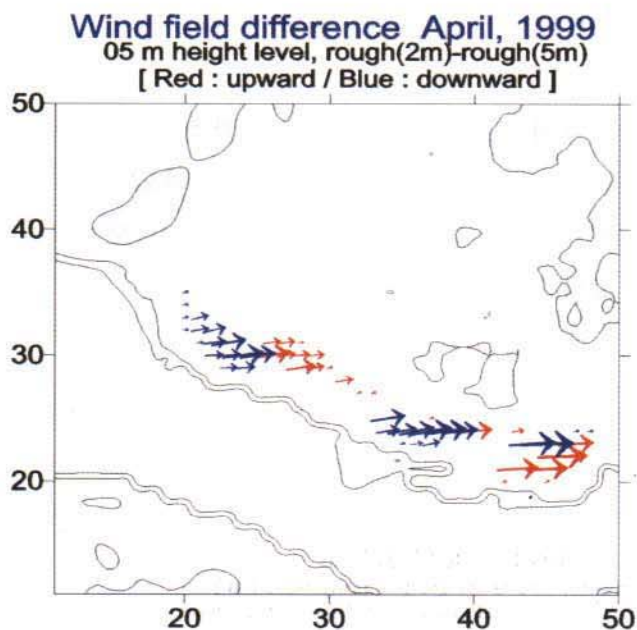 Wind field difference April, 1999
05 m height level, rough(2m)-rough(5m)
[ Red : upward / Blue : downward ]
50
40
30
20
20 30 40 50